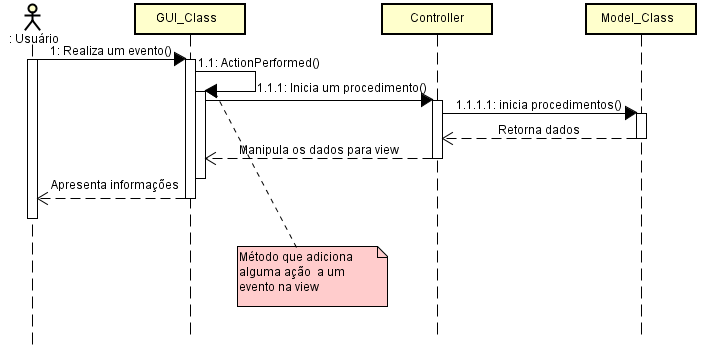 GUI_Class
Controller
Model_Class
: Usuário
1: Realiza um evento()
1.1: ActionPerformed()
1.1.1: Inicia um procedimento()
1.1.1.1: inicia procedimentos()
Retorna dados
Manipula os dados para view
Apresenta informações
Método que adiciona
alguma ação a um
evento na view